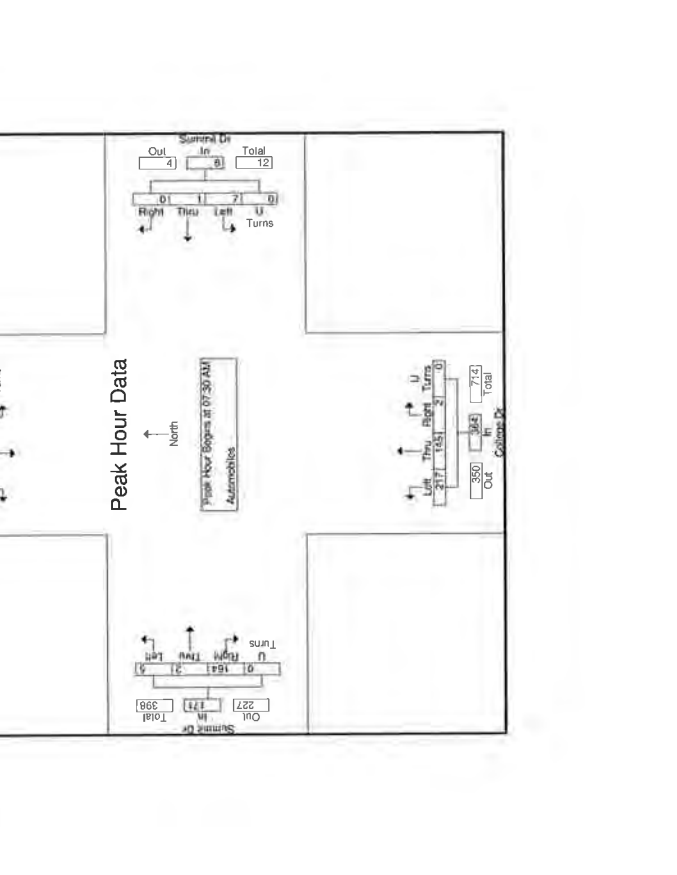 Summit Dr
Out In Total
4 8 12
0 1 7 0
Right Thru Left U
Turns
Peak Hour Data
North
Peak Hour Begins at 07:30 AM
Automobiles
Left Thru Right U
Turns
217 145 2 0
Out In Total
350 364 714
College Dr
U Right Thru Left
Turns
0 164 2 5
Out In Total
227 171 398
Summit Dr